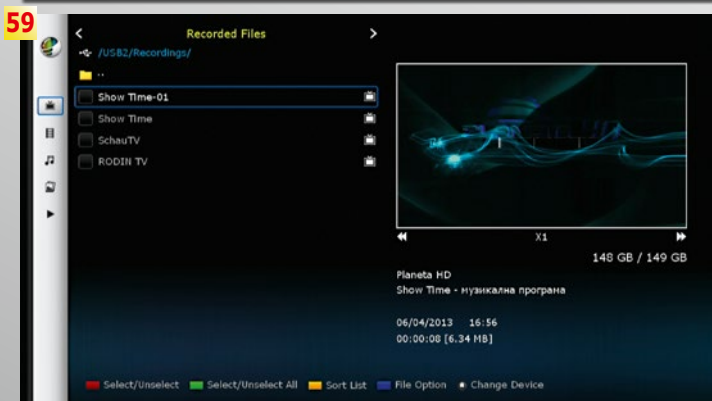 59
Recorded Files
/USB2/Recordings/
..
Show Time-01
Show Time
SchauTV
RODIN TV
X1
148 GB / 149 GB
Planeta HD
Show Time - музикална програма
06/04/2013 16:56
00:00:08 [6.34 MB]
Select/Unselect Select/Unselect All Sort List File Option Change Device